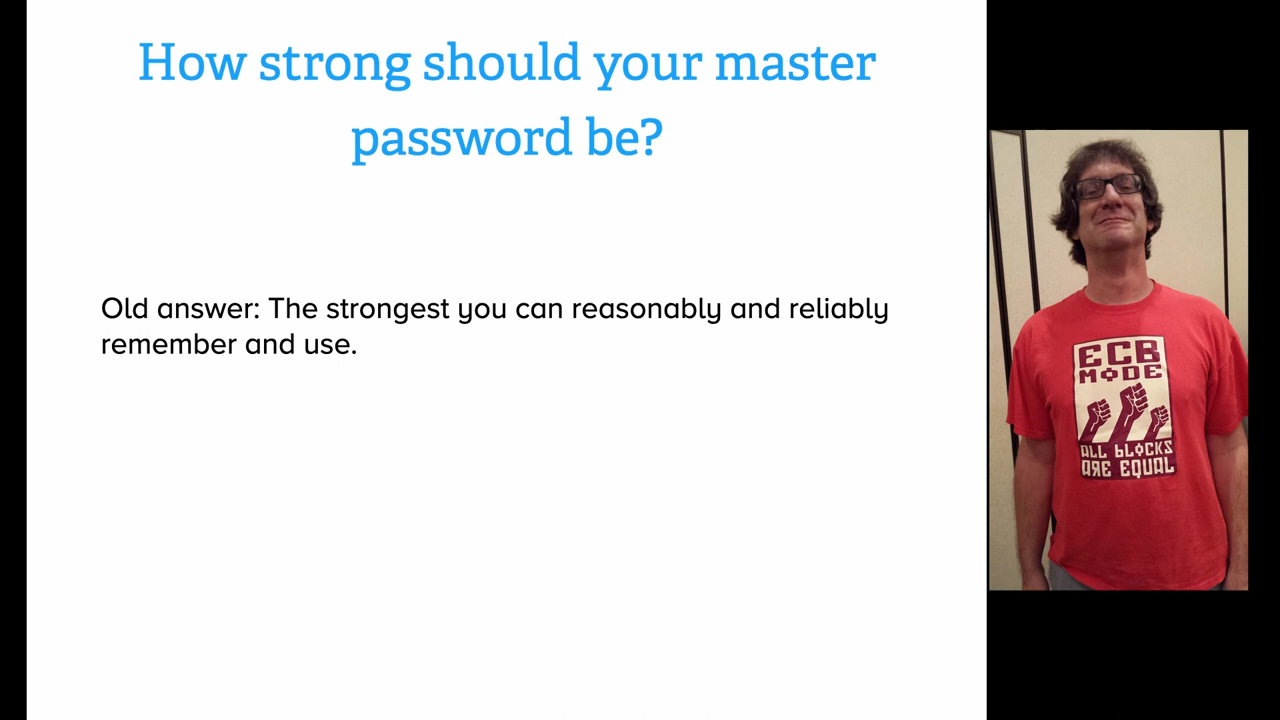 How strong should your master
password be?
Old answer: The strongest you can reasonably and reliably
remember and use.
ECB
MODE
ALL BLOCKS
ARE EQUAL